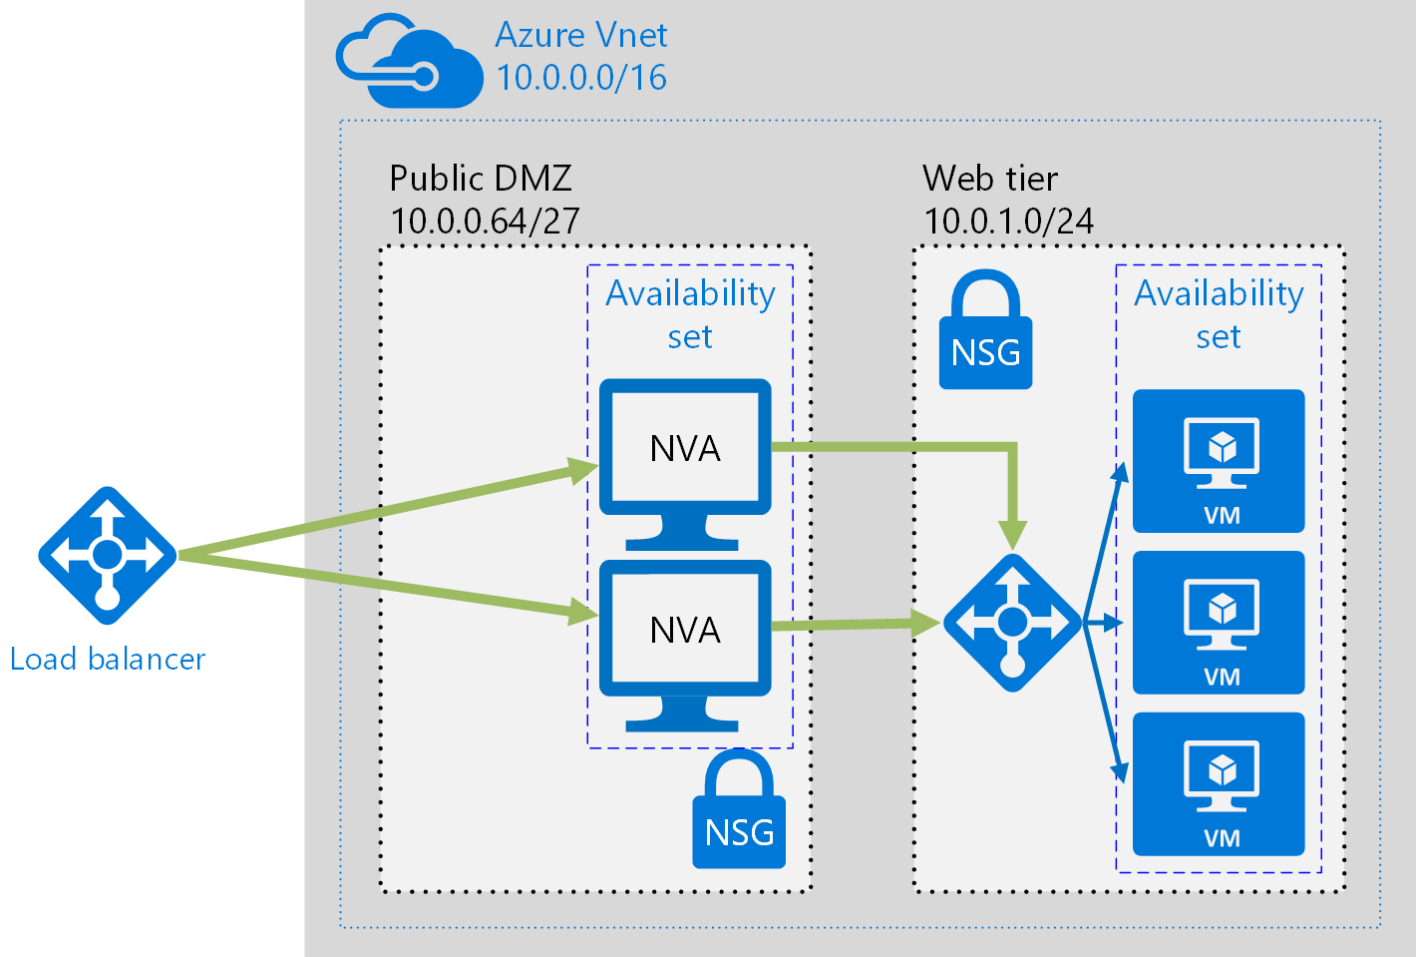 Azure Vnet
10.0.0.0/16
Public DMZ
10.0.0.64/27
Web tier
10.0.1.0/24
Availability
set
NVA
NVA
NSG
NSG
Availability
set
VM
VM
VM
Load balancer